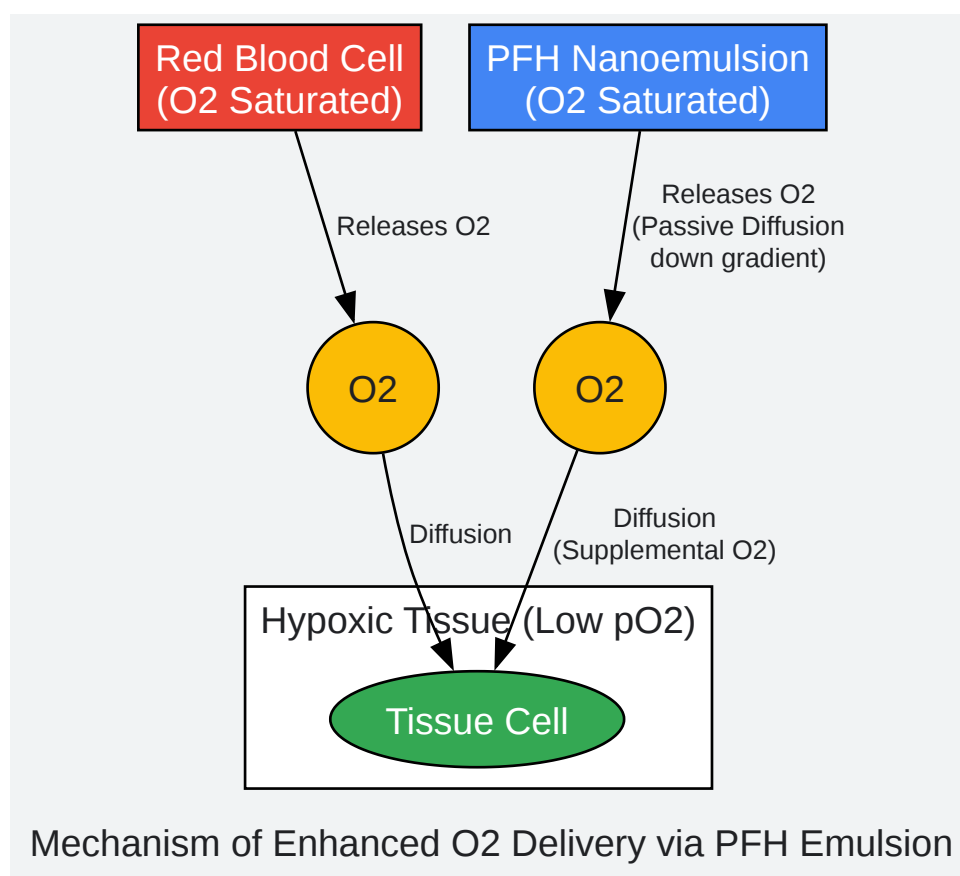 Red Blood Cell
(O2 Saturated)
PFH Nanoemulsion
(O2 Saturated)
Releases O2
Releases O2
(Passive Diffusion
down gradient)
O2
O2
Diffusion
Diffusion
(Supplemental O2)
Hypoxic Tissue (Low pO2)
Tissue Cell
Mechanism of Enhanced O2 Delivery via PFH Emulsion